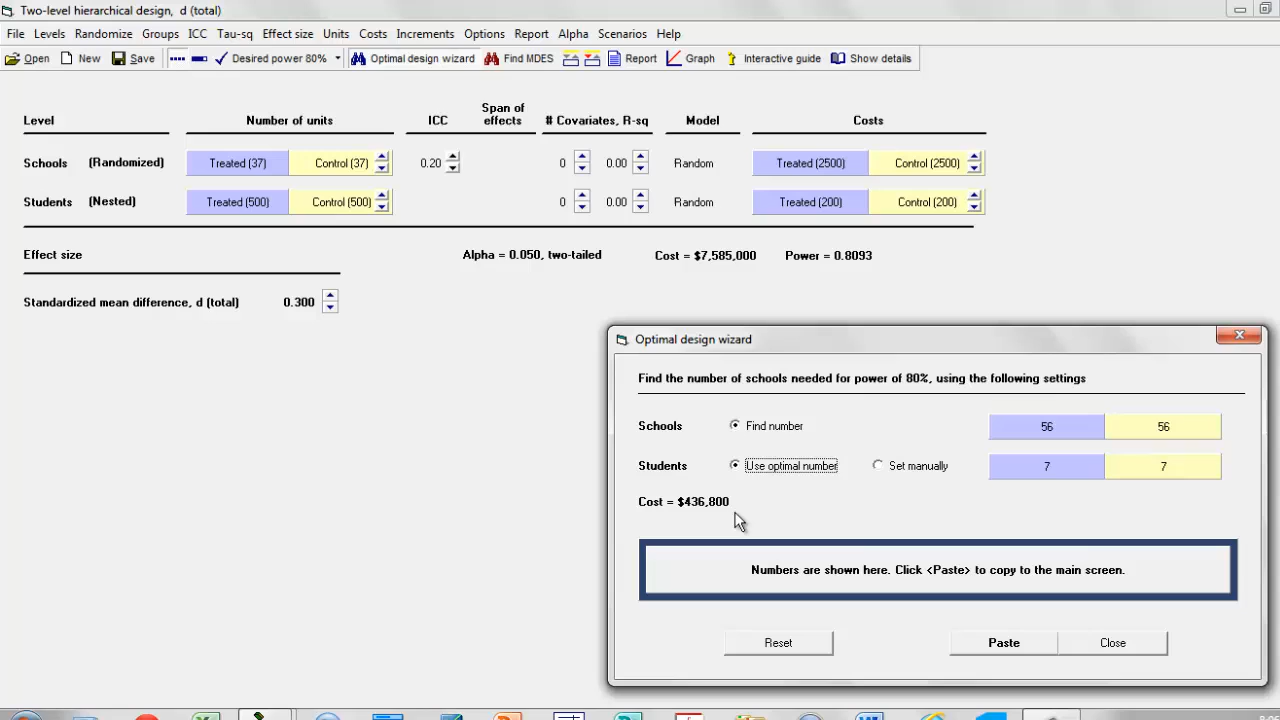 Two-level hierarchical design, d (total)
File Levels Randomize Groups ICC Tau-sq Effect size Units Costs Increments Options Report Alpha Scenarios Help
Open New Save Desired power 80% Optimal design wizard Find MDES Report Graph Interactive guide Show details
Level Number of units ICC Span of effects # Covariates, R-sq Model Costs
Schools (Randomized) Treated (37) Control (37) 0.20 0 0.00 Random Treated (2500) Control (2500)
Students (Nested) Treated (500) Control (500) 0 0.00 Random Treated (200) Control (200)
Effect size Alpha = 0.050, two-tailed Cost = $7,585,000 Power = 0.8093
Standardized mean difference, d (total) 0.300
Optimal design wizard
Find the number of schools needed for power of 80%, using the following settings
Schools Find number 56 56
Students Use optimal number Set manually 7 7
Cost = $436,800
Numbers are shown here. Click <Paste> to copy to the main screen.
Reset Paste Close